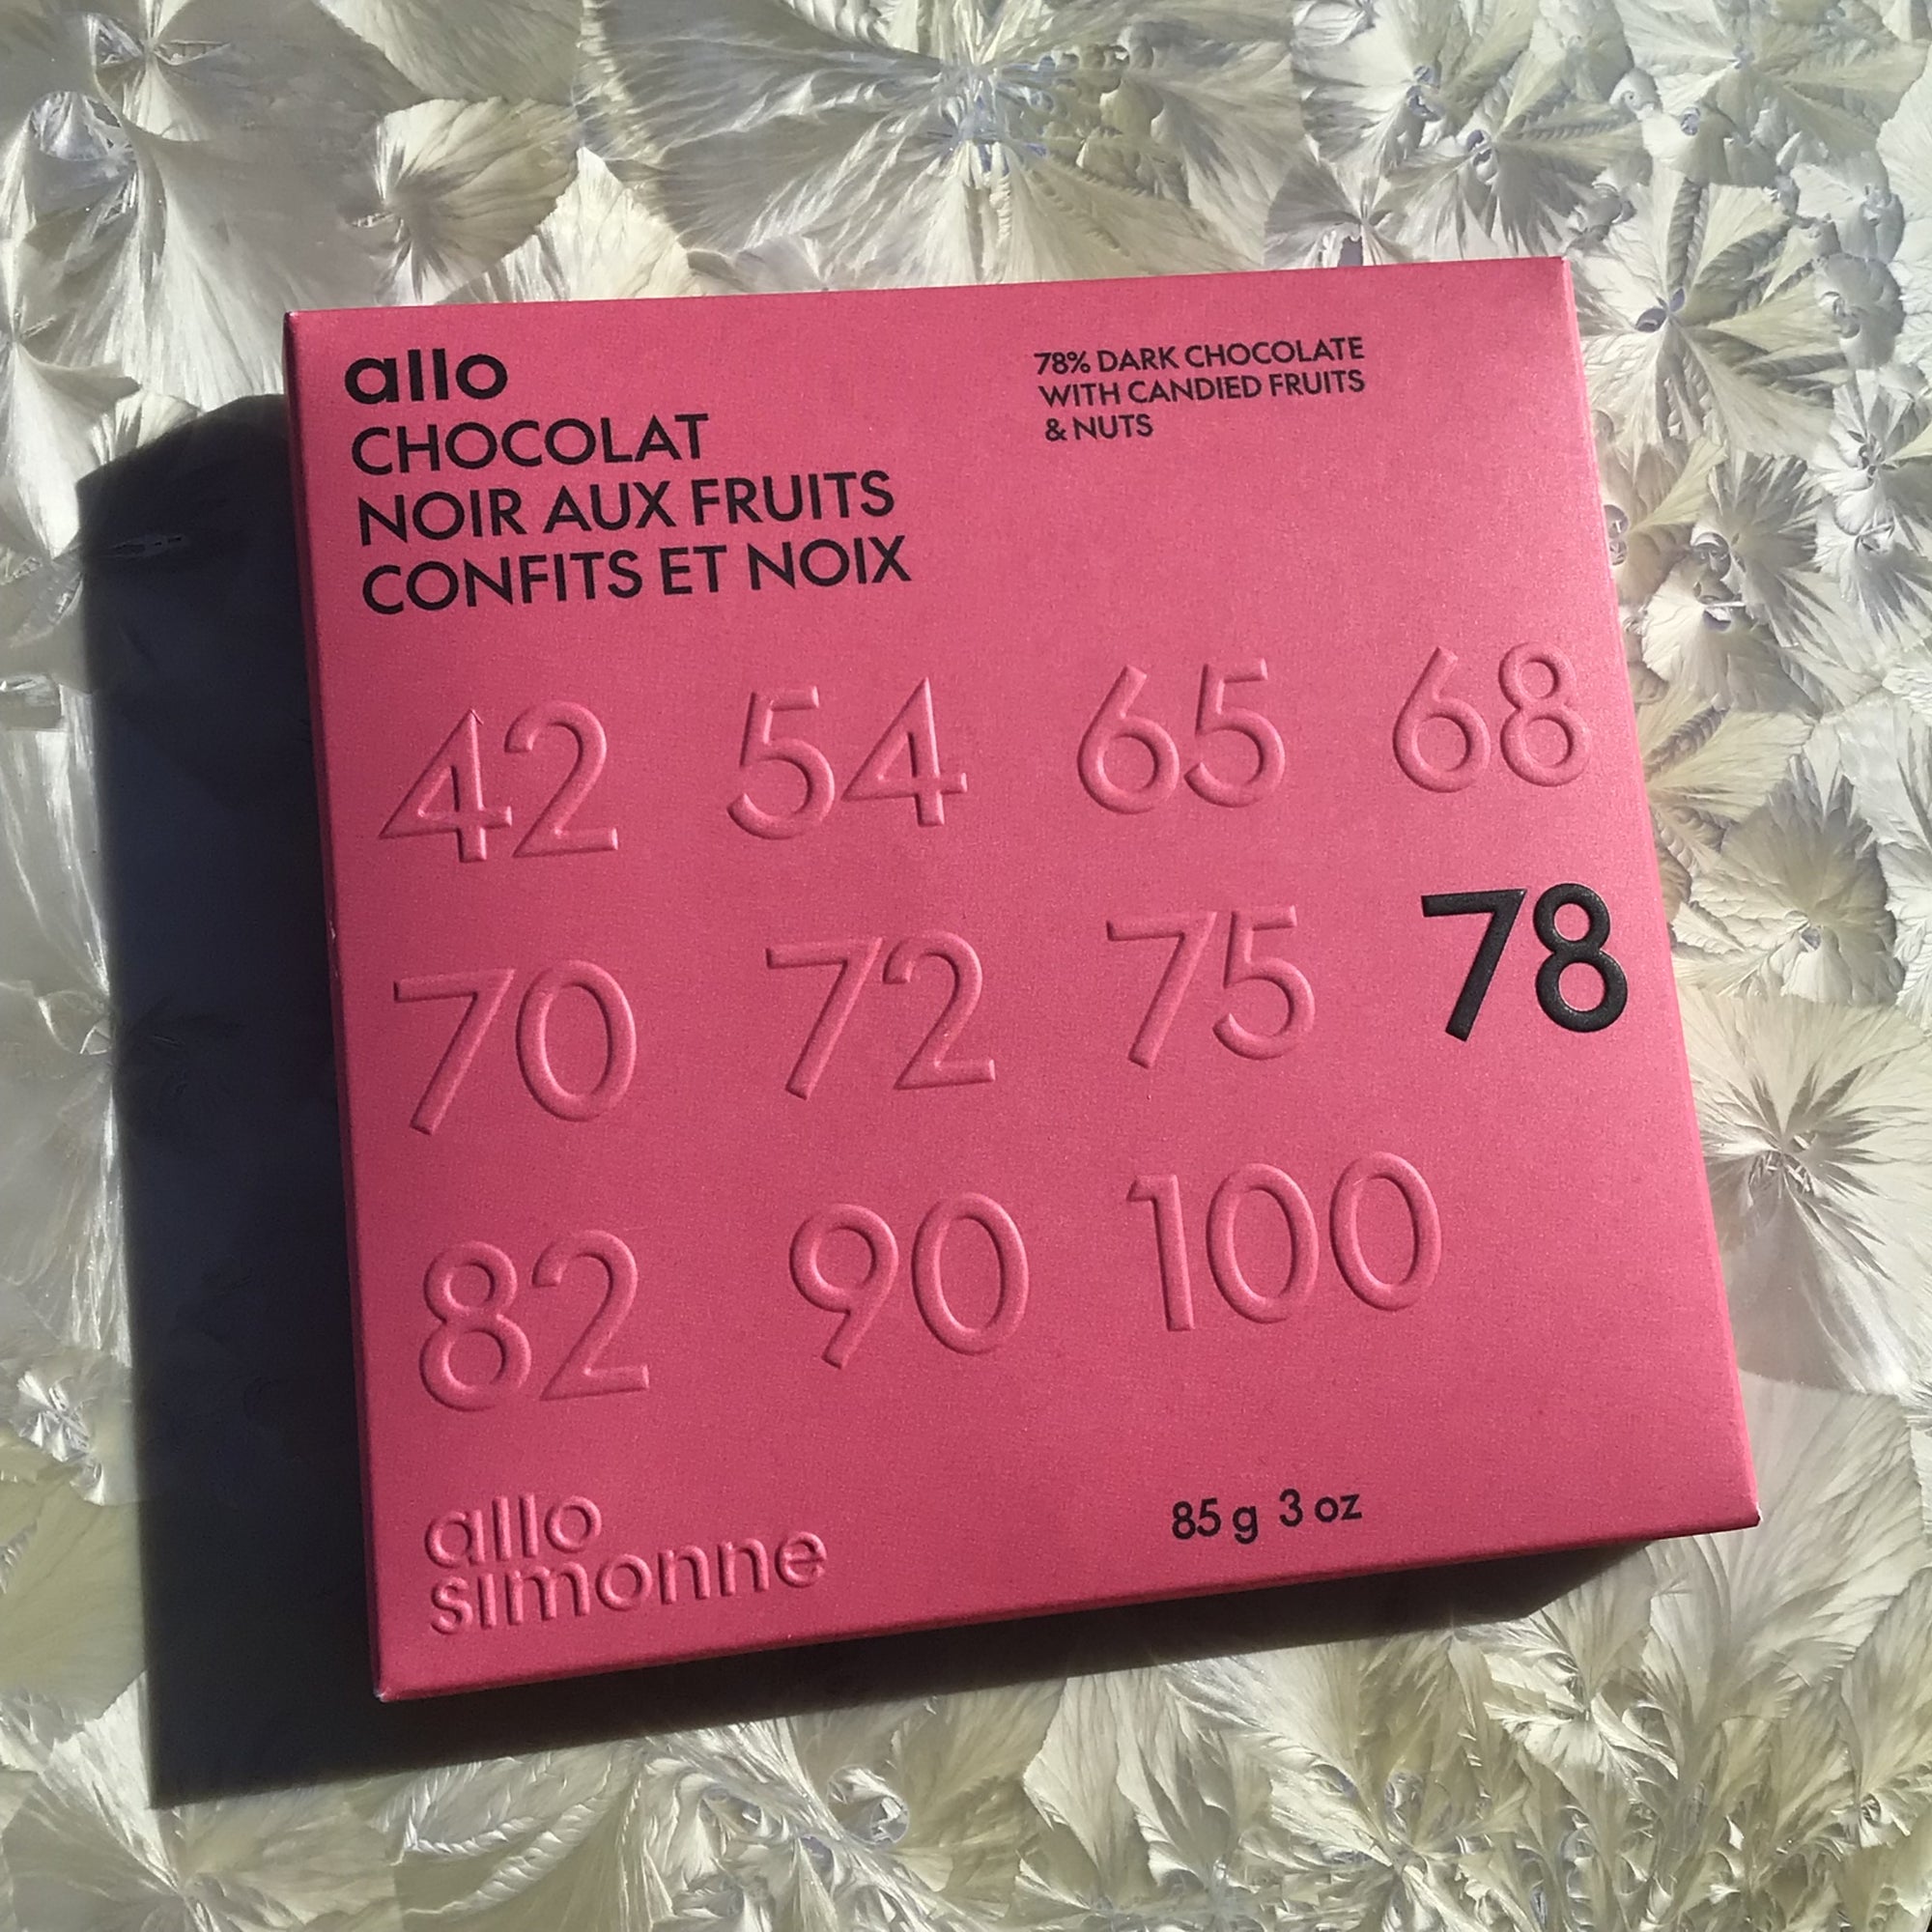 allo
CHOCOLAT
NOIR AUX FRUITS
CONFITS ET NOIX
78% DARK CHOCOLATE
WITH CANDIED FRUITS
& NUTS
42 54 65 68
70 72 75 78
82 90 100
allo
simonne
85 g 3 oz